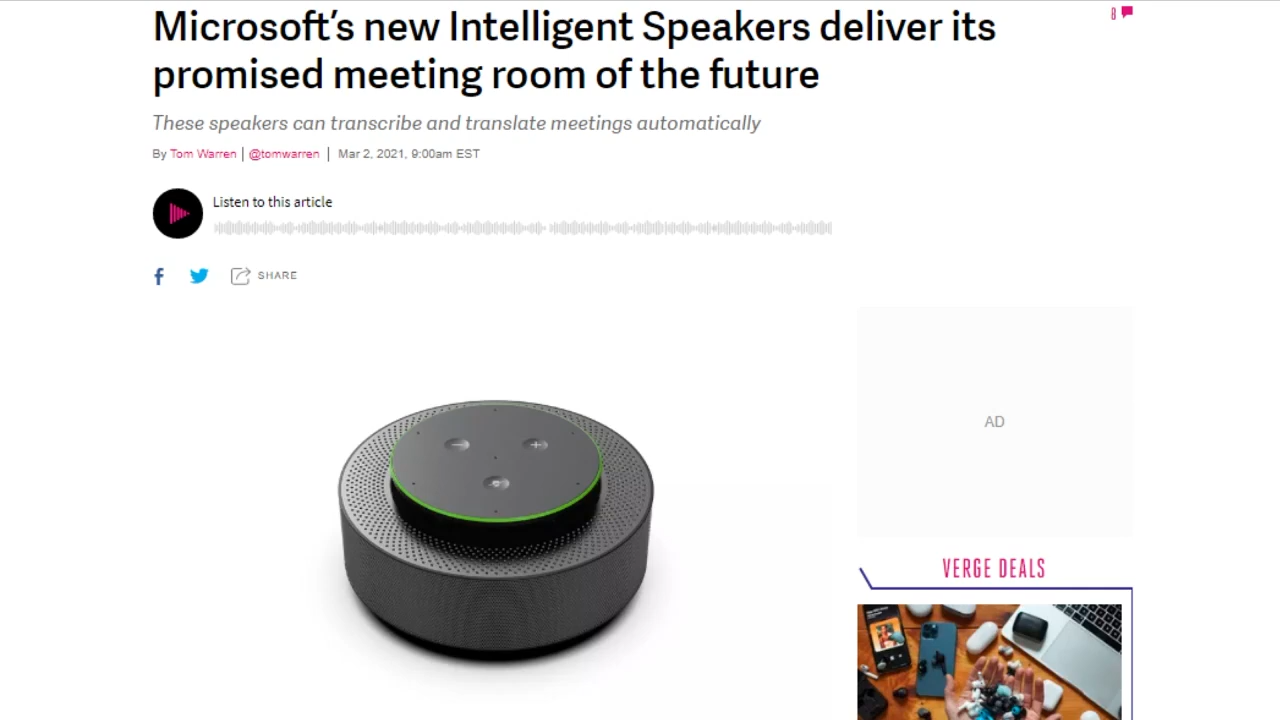 Microsoft's new Intelligent Speakers deliver its
promised meeting room of the future
8
These speakers can transcribe and translate meetings automatically
By Tom Warren | @tomwarren | Mar 2, 2021, 9:00am EST
Listen to this article
SHARE
AD
VERGE DEALS